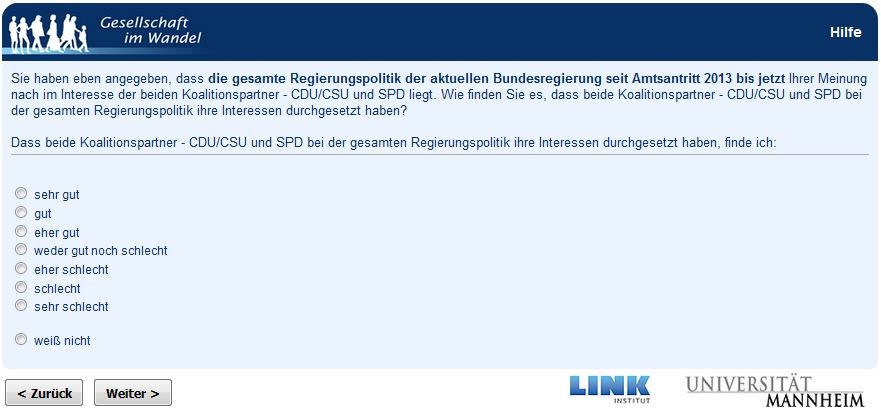 Gesellschaft
im Wandel
Hilfe
Sie haben eben angegeben, dass die gesamte Regierungspolitik der aktuellen Bundesregierung seit Amtsantritt 2013 bis jetzt Ihrer Meinung
nach im Interesse der beiden Koalitionspartner - CDU/CSU und SPD liegt. Wie finden Sie es, dass beide Koalitionspartner - CDU/CSU und SPD bei
der gesamten Regierungspolitik ihre Interessen durchgesetzt haben?
Dass beide Koalitionspartner - CDU/CSU und SPD bei der gesamten Regierungspolitik ihre Interessen durchgesetzt haben, finde ich:
sehr gut
gut
eher gut
weder gut noch schlecht
eher schlecht
schlecht
sehr schlecht
weiß nicht
< Zurück
Weiter >
LINK
INSTITUT
UNIVERSITÄT
MANNHEIM